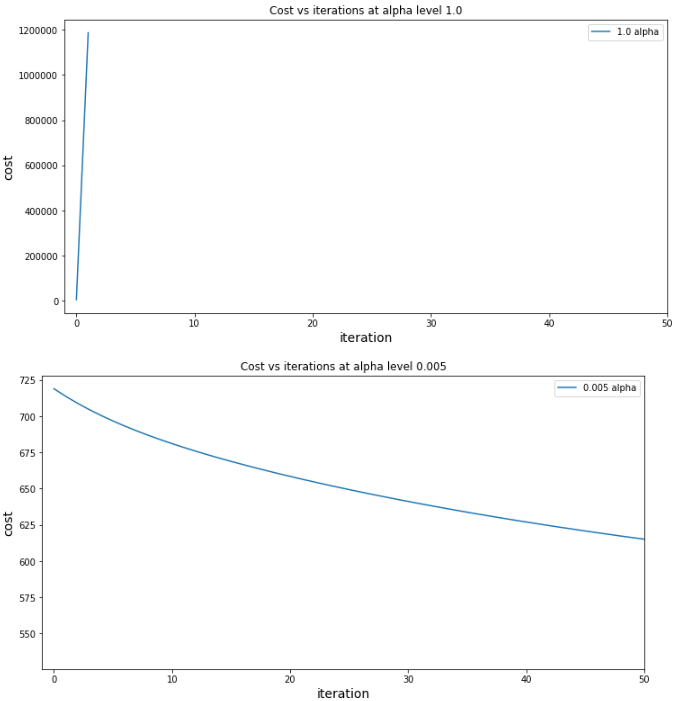 Cost vs iterations at alpha level 1.0
1.0 alpha
1200000
1000000
800000
600000
400000
200000
0
cost
0 10 20 30 40 50
iteration
Cost vs iterations at alpha level 0.005
0.005 alpha
725
700
675
650
625
600
575
550
cost
0 10 20 30 40 50
iteration